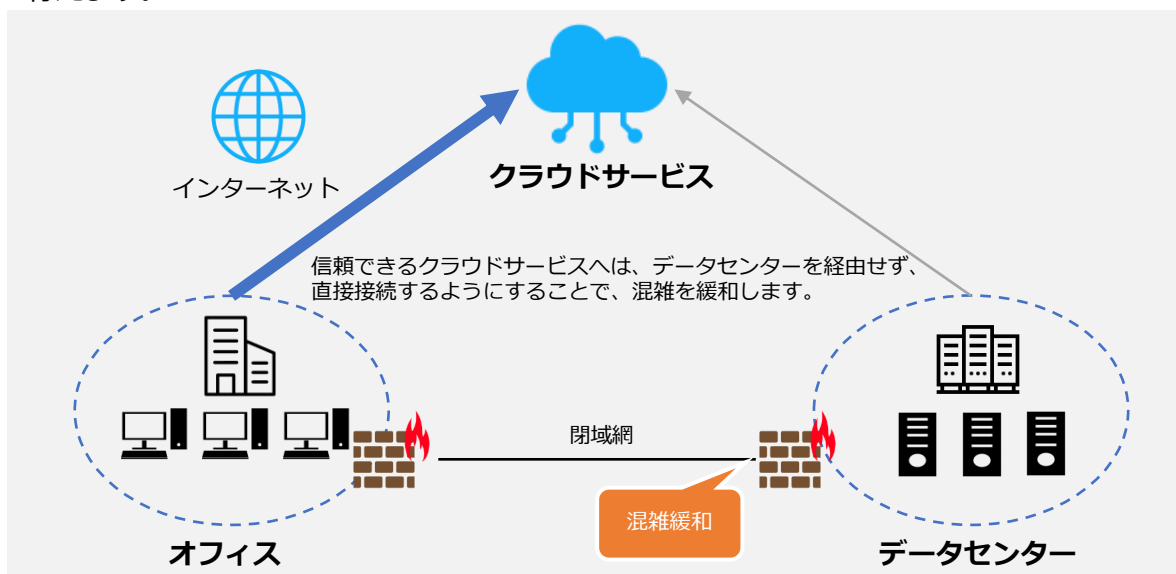 クラウドサービス
インターネット
信頼できるクラウドサービスへは、データセンターを経由せず、
直接接続するようにすることで、混雑を緩和します。
閉域網
混雑緩和
オフィス
データセンター